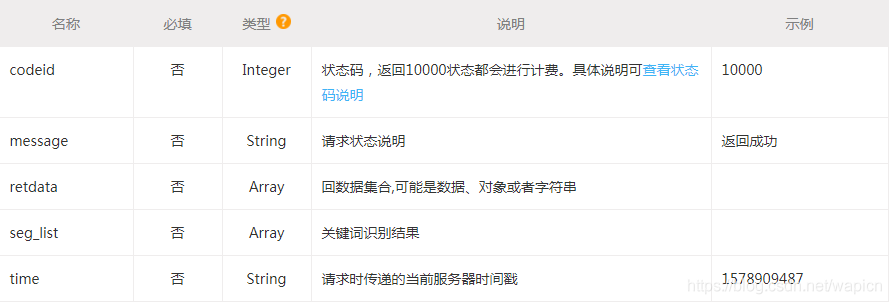 名称 必填 类型 ? 说明 示例
codeid 否 Integer 状态码，返回10000状态都会进行计费。具体说明可查看状态 10000
码说明
message 否 String 请求状态说明 返回成功
retdata 否 Array 回数据集合,可能是数据、对象或者字符串
seg_list 否 Array 关键词识别结果
time 否 String 请求时传递的当前服务器时间戳 1578909487
https://blog.csdn.net/wapicn